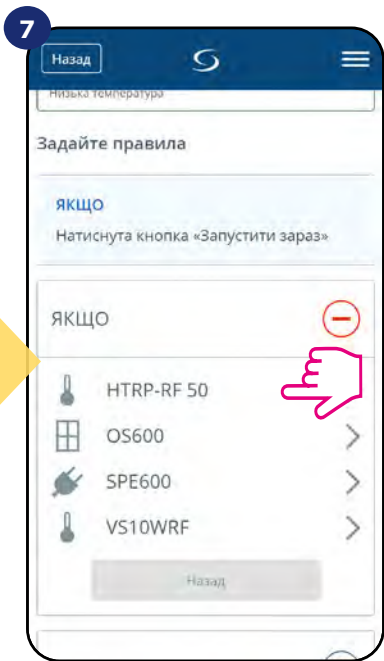 7
Назад
Низька температура
Задайте правила
ЯКЩО
Натиснута кнопка «Запустити зараз»
ЯКЩО
HTRP-RF 50
OS600
SPE600
VS10WRF
Назад